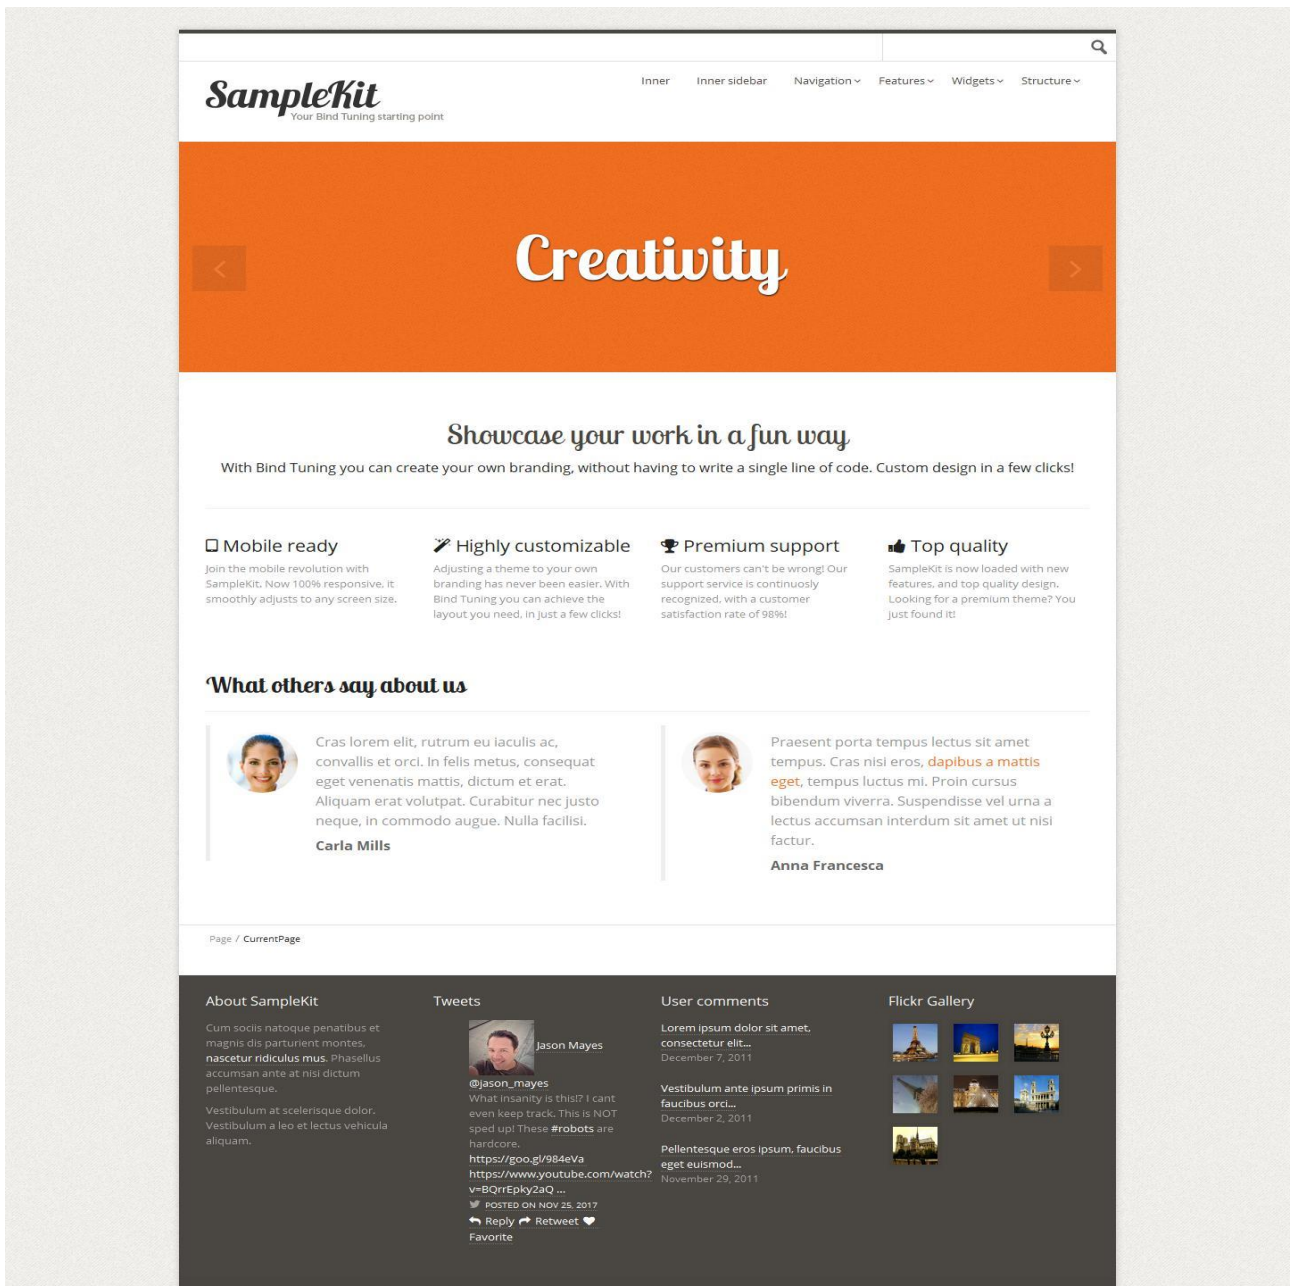 SampleKit
Your Bind Tuning starting point
Inner
Inner sidebar
Navigation
Features
Widgets
Structure
Creativity
Showcase your work in a fun way
With Bind Tuning you can create your own branding, without having to write a single line of code. Custom design in a few clicks!
Mobile ready
Join the mobile revolution with
SampleKit. Now 100% responsive, it
smoothly adjusts to any screen size.
Highly customizable
Adjusting a theme to your own
branding has never been easier. With
Bind Tuning you can achieve the
layout you need, in just a few clicks!
Premium support
Our customers can't be wrong! Our
support service is continuosly
recognized, with a customer
satisfaction rate of 98%!
Top quality
SampleKit is now loaded with new
features, and top quality design.
Looking for a premium theme? You
just found it!
What others say about us
Cras lorem elit, rutrum eu iaculis ac,
convallis et orci. In felis metus, consequat
eget venenatis mattis, dictum et erat.
Aliquam erat volutpat. Curabitur nec justo
neque, in commodo augue. Nulla facilisi.
Carla Mills
Praesent porta tempus lectus sit amet
tempus. Cras nisi eros, dapibus a mattis
eget, tempus luctus mi. Proin cursus
bibendum viverra. Suspendisse vel urna a
lectus accumsan interdum sit amet ut nisi
factur.
Anna Francesca
Page / CurrentPage
About SampleKit
Cum sociis natoque penatibus et
magnis dis parturient montes,
nascetur ridiculus mus. Phasellus
accumsan ante at nisi dictum
pellentesque.
Vestibulum at scelerisque dolor.
Vestibulum a leo et lectus vehicula
aliquam.
Tweets
Jason Mayes
@jason_mayes
What insanity is this!? I cant
even keep track. This is NOT
sped up! These #robots are
hardcore.
https://goo.gl/984eVa
https://www.youtube.com/watch?
v=BQrrEpky2aQ ...
POSTED ON NOV 25, 2017
Reply Retweet
Favorite
User comments
Lorem ipsum dolor sit amet,
consectetur elit...
December 7, 2011
Vestibulum ante ipsum primis in
faucibus orci...
December 2, 2011
Pellentesque eros ipsum, faucibus
eget euismod...
November 29, 2011
Flickr Gallery